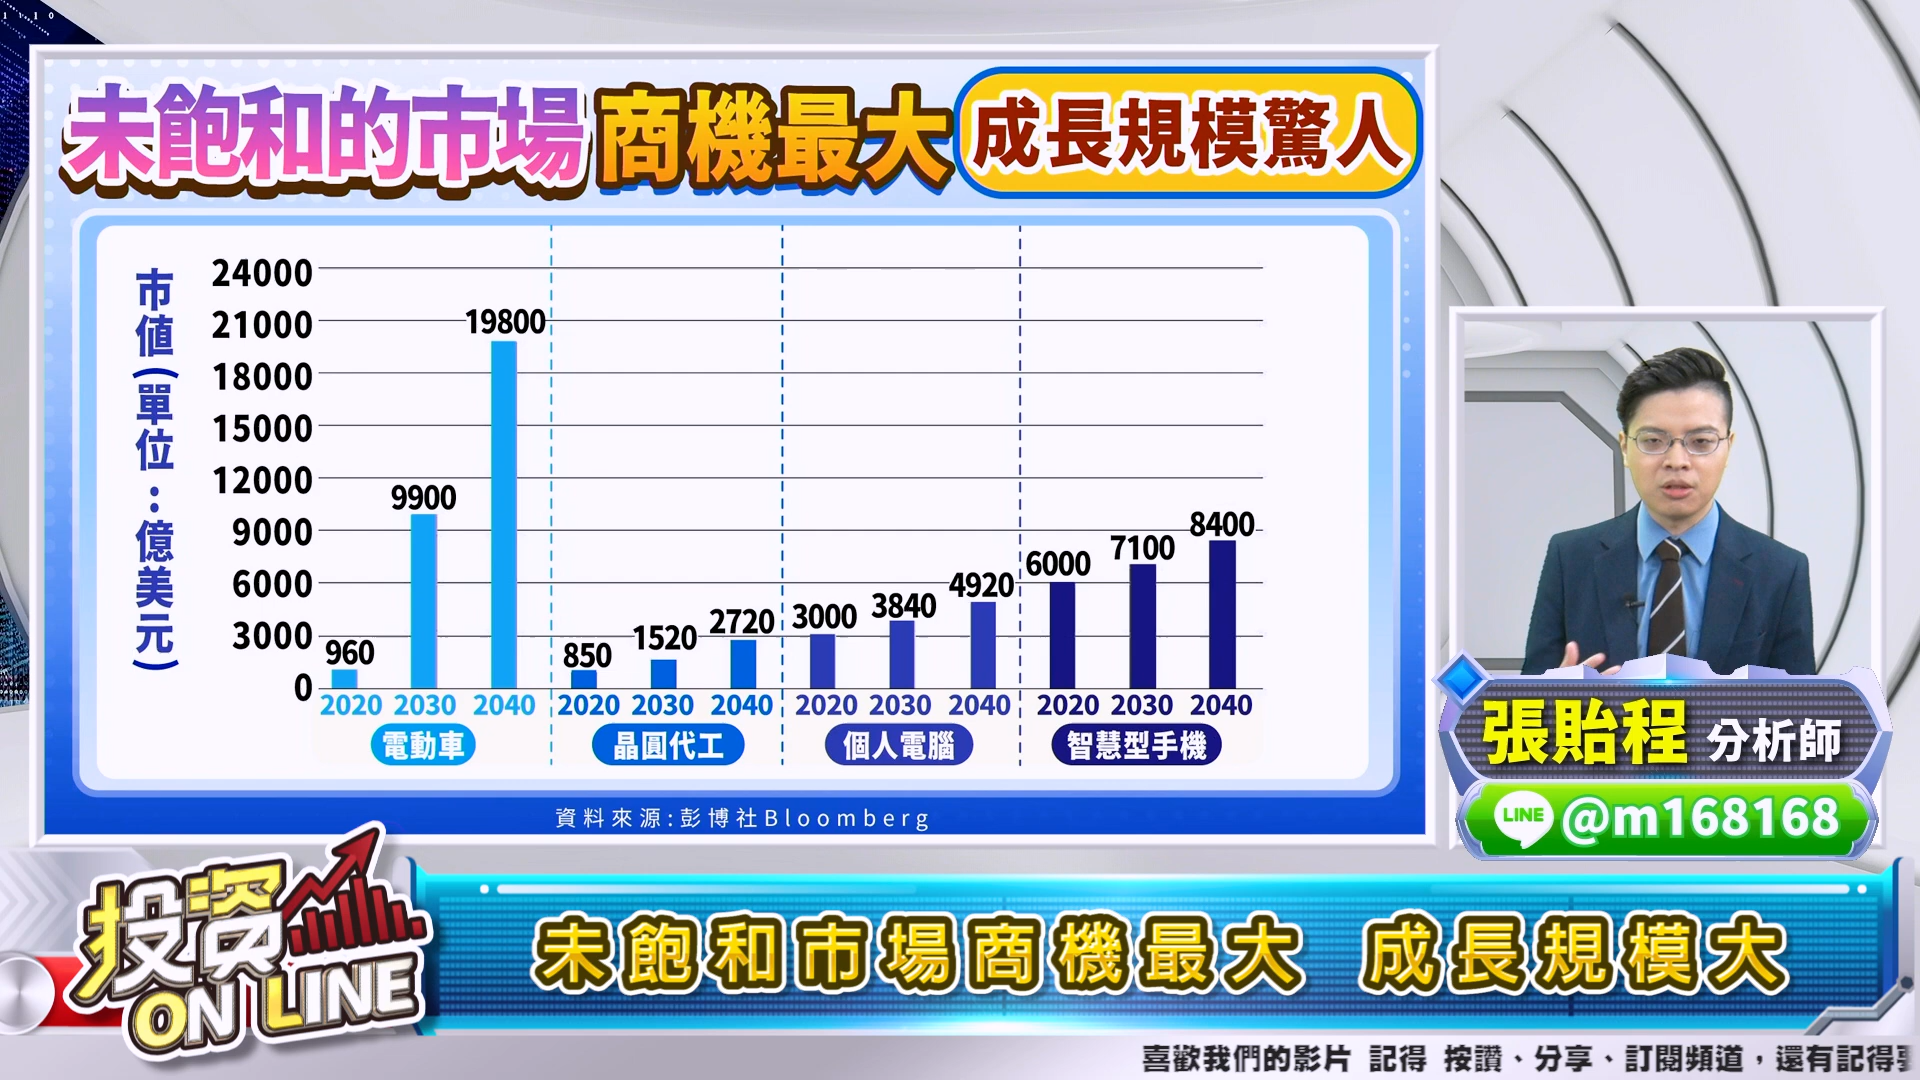 未飽和的市場 商機最大 成長規模驚人
市值(單位：億美元)
24000
21000
18000
15000
12000
9000
6000
3000
0
960 9900 19800
850 1520 2720
3000 3840 4920
6000 7100 8400
2020 2030 2040 2020 2030 2040 2020 2030 2040 2020 2030 2040
電動車 晶圓代工 個人電腦 智慧型手機
資料來源:彭博社Bloomberg
張貽程 分析師
LINE @m168168
投資
ON LINE
未飽和市場商機最大 成長規模大
喜歡我們的影片 記得 按讚、分享、訂閱頻道，還有記得